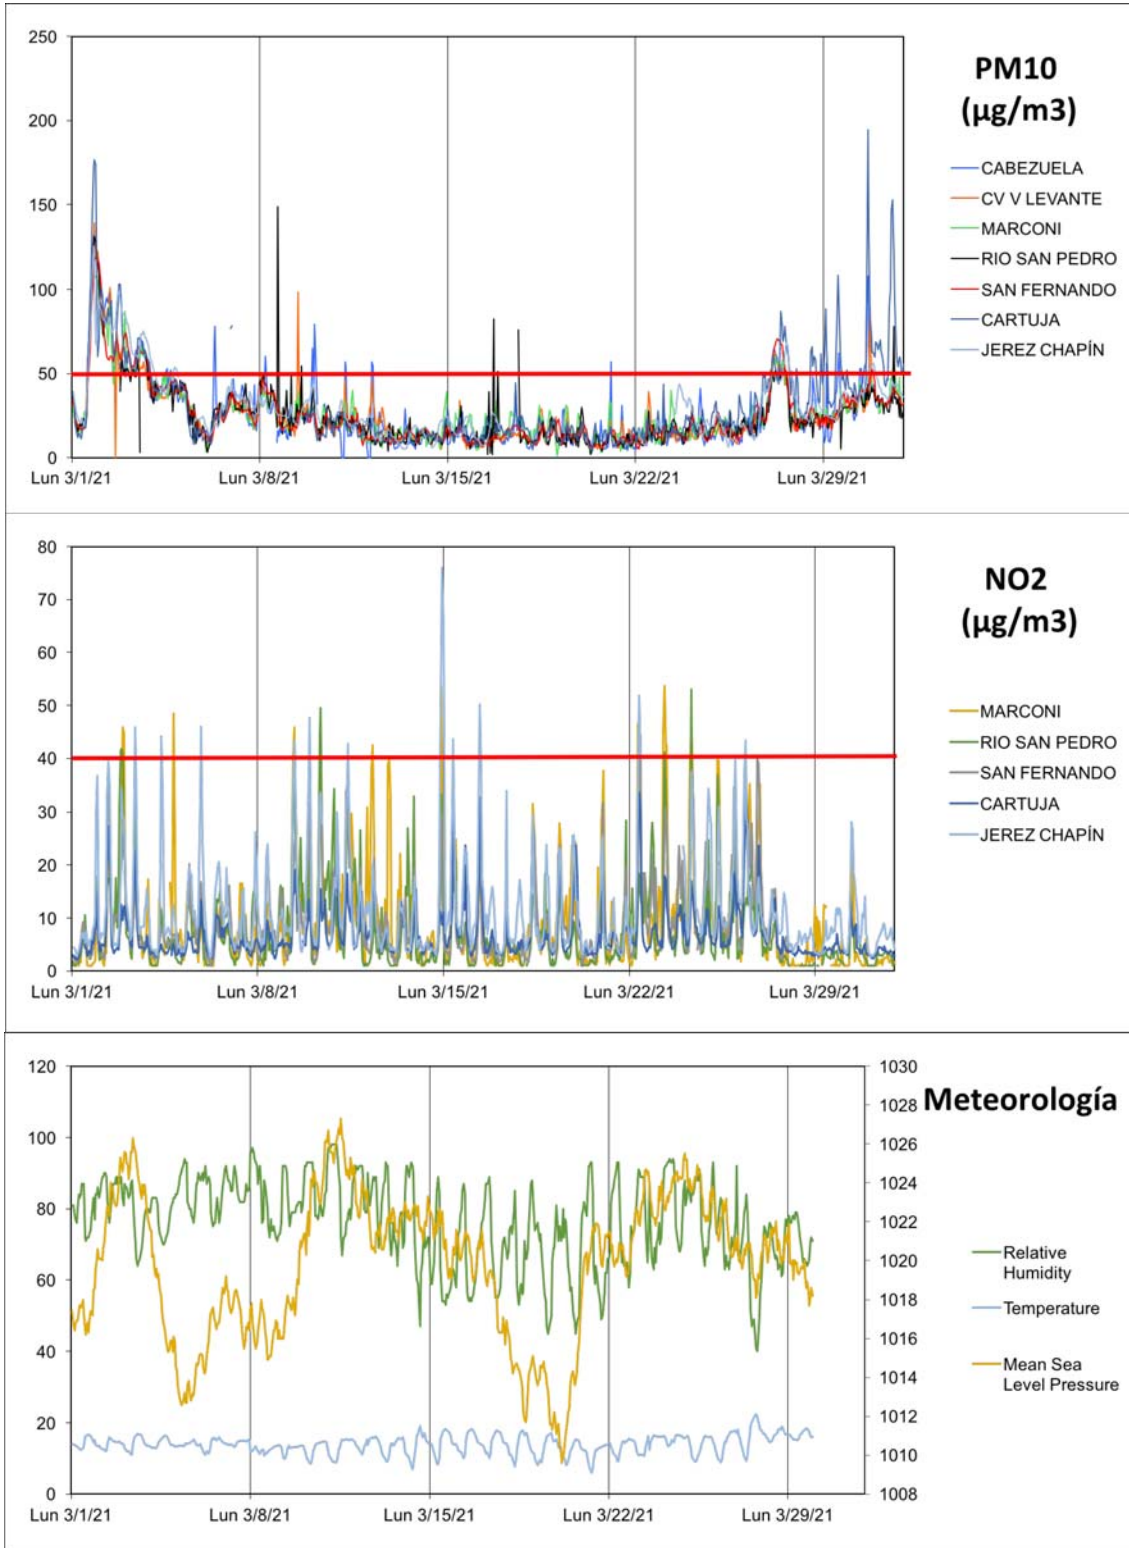 250
200
150
100
50
0
Lun 3/1/21 Lun 3/8/21 Lun 3/15/21 Lun 3/22/21 Lun 3/29/21
PM10
(µg/m3)
CABEZUELA
CV V LEVANTE
MARCONI
RIO SAN PEDRO
SAN FERNANDO
CARTUJA
JEREZ CHAPÍN
80
70
60
50
40
30
20
10
0
Lun 3/1/21 Lun 3/8/21 Lun 3/15/21 Lun 3/22/21 Lun 3/29/21
NO2
(µg/m3)
MARCONI
RIO SAN PEDRO
SAN FERNANDO
CARTUJA
JEREZ CHAPÍN
120
100
80
60
40
20
0
Lun 3/1/21 Lun 3/8/21 Lun 3/15/21 Lun 3/22/21 Lun 3/29/21
1030
1028
1026
1024
1022
1020
1018
1016
1014
1012
1010
1008
Meteorología
Relative
Humidity
Temperature
Mean Sea
Level Pressure